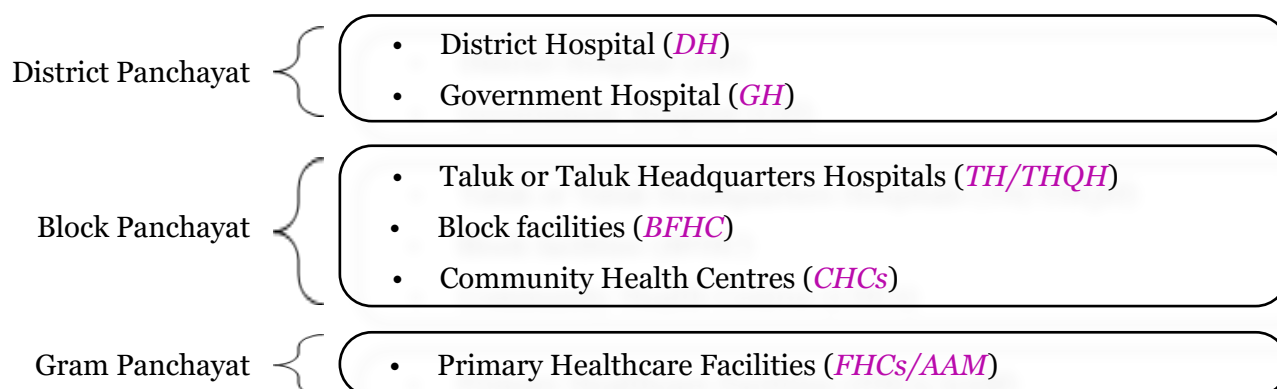 District Panchayat
• District Hospital (DH)
• Government Hospital (GH)
Block Panchayat
• Taluk or Taluk Headquarters Hospitals (TH/THQH)
• Block facilities (BFHC)
• Community Health Centres (CHCs)
Gram Panchayat
• Primary Healthcare Facilities (FHCs/AAM)